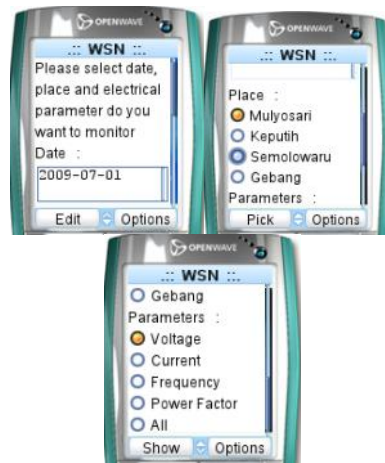 OPENWAVE
.:: WSN ::.
Please select date,
place and electrical
parameter do you
want to monitor
Date :
2009-07-01
Edit Options
OPENWAVE
.:: WSN ::.
Place :
Mulyosari
Keputih
Semolowaru
Gebang
Parameters :
Pick Options
OPENWAVE
.:: WSN ::.
Gebang
Parameters :
Voltage
Current
Frequency
Power Factor
All
Show Options